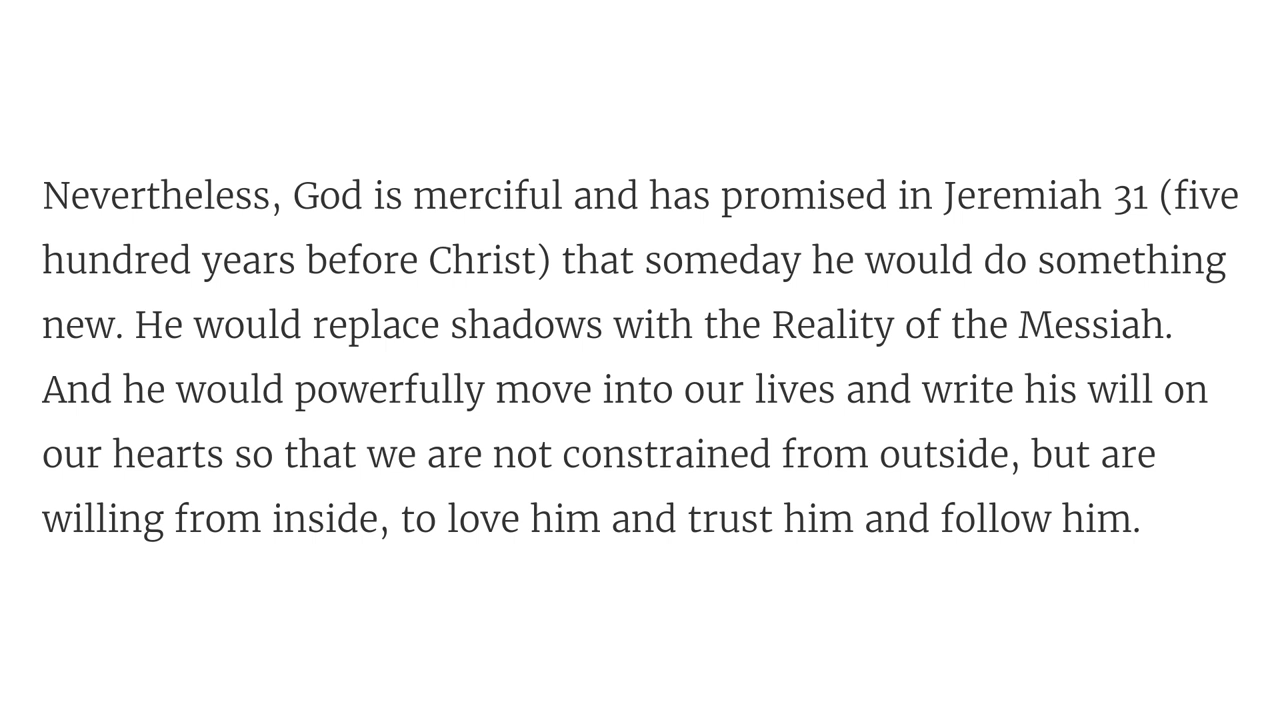 Nevertheless, God is merciful and has promised in Jeremiah 31 (five
hundred years before Christ) that someday he would do something
new. He would replace shadows with the Reality of the Messiah.
And he would powerfully move into our lives and write his will on
our hearts so that we are not constrained from outside, but are
willing from inside, to love him and trust him and follow him.